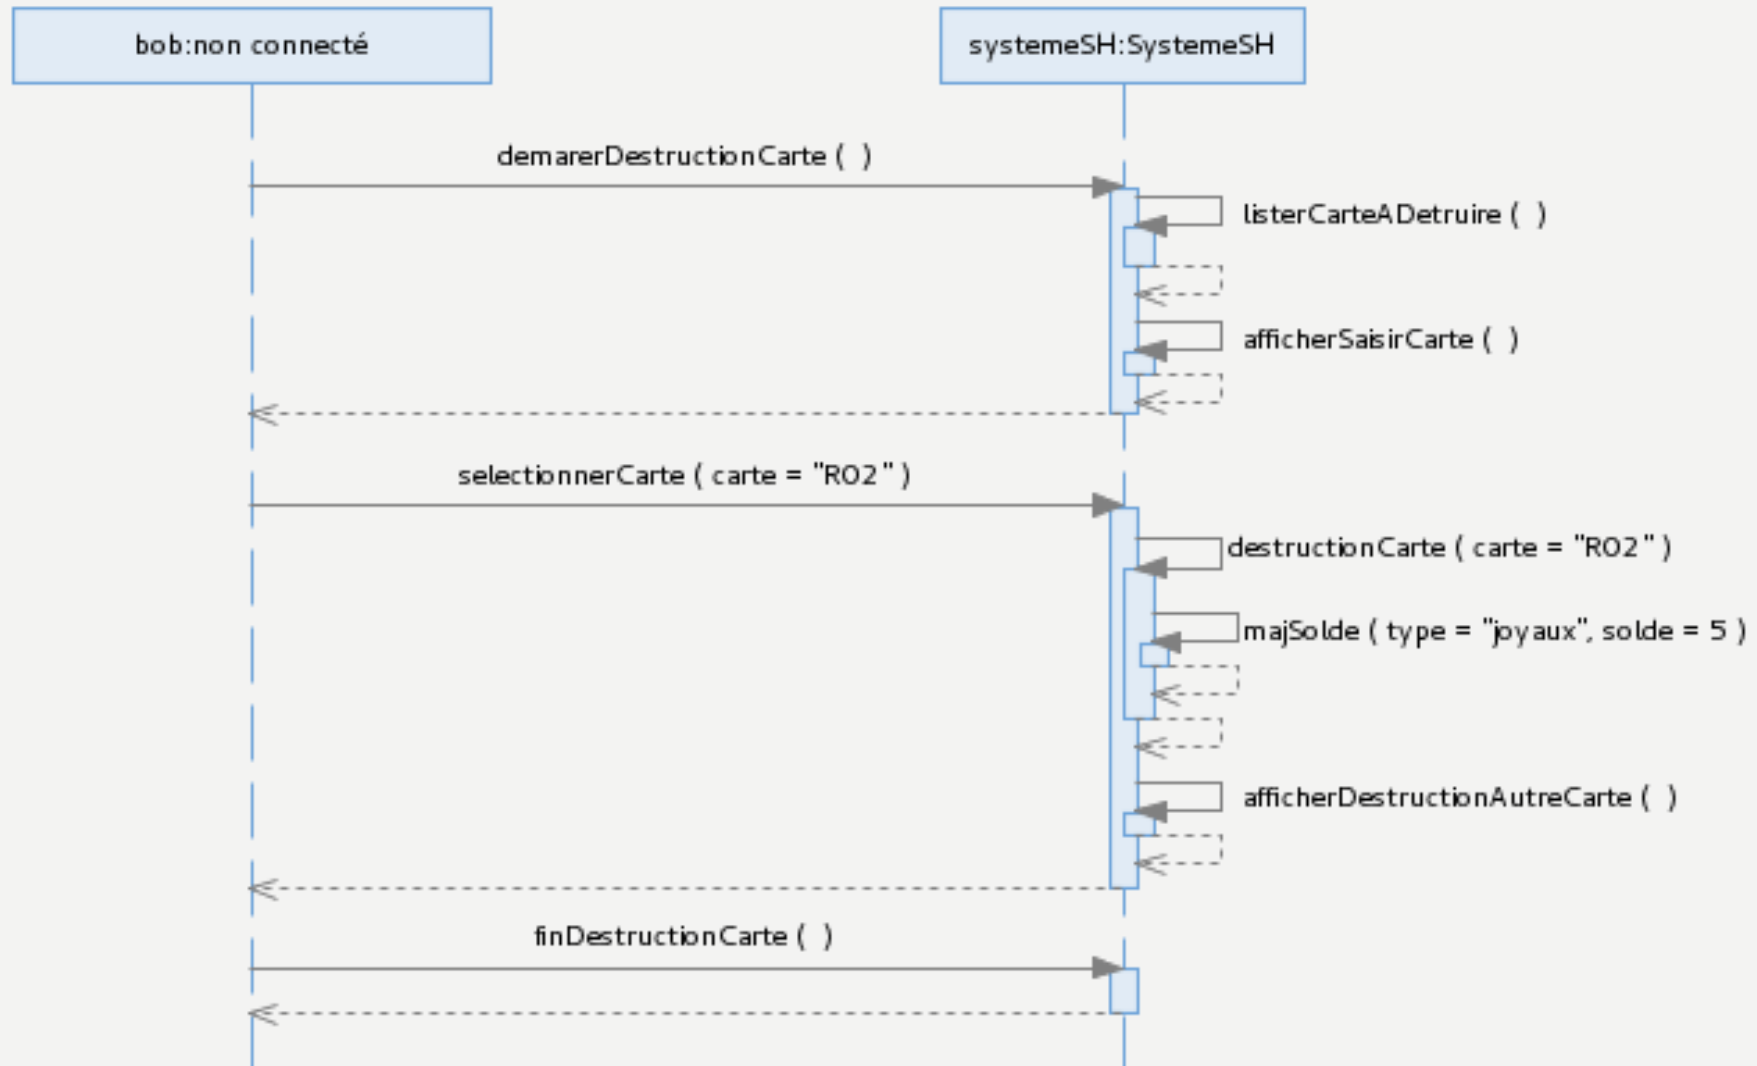 bob:non connecté
systemeSH:SystemeSH
demarerDestructionCarte ( )
listerCarteADetruire ( )
afficherSaisirCarte ( )
selectionnerCarte ( carte = "RO2" )
destructionCarte ( carte = "RO2" )
majSolde ( type = "joyaux", solde = 5 )
afficherDestructionAutreCarte ( )
finDestructionCarte ( )